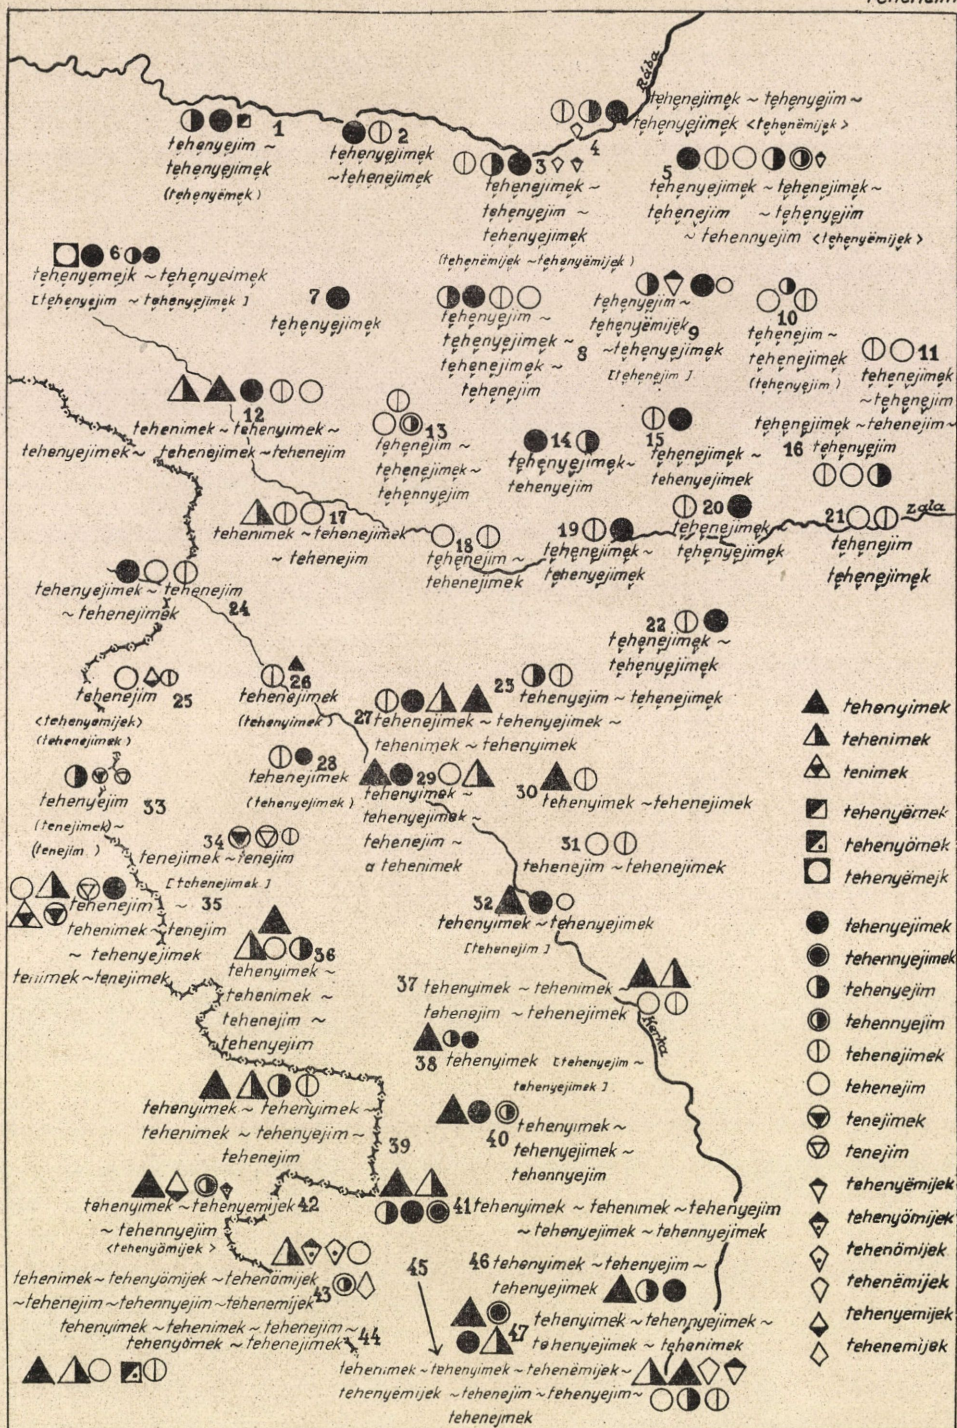 Rába
1
tehenyejim ~
tehenyejimek
(tehenyëmek)
2
tehenyejimek
~tehenejimek
3
tehenejimek ~
tehenyejim ~
tehenyejimek
(tehenëmijek ~ tehenyëmijek)
4
tehenejimek ~ tehenyejim ~
tehenyejimek <tehenëmijek>
5
tehenyejimek ~ tehenejimek ~
tehenejim ~ tehenyejim
~ tehennyejim <tehenyëmijek>
6
tehenyemejk ~ tehenyejimek
[tehenyejim ~ tehenyejimek]
7
tehenyejimek
8
tehenyejim ~
tehenyejimek ~
tehenejimek ~
tehenejim
9
tehenyejim ~
tehenyëmijek
~tehenyejimek
[tehenejim]
10
tehenejim ~
tehenejimek
(tehenyejim)
11
tehenejimek
~tehenejim
12
tehenimek ~ tehenyimek ~
tehenyejimek ~ tehenejimek ~ tehenejim
13
tehenejim ~
tehenejimek ~
tehennyejim
14
tehenyejimek~
tehenyejim
15
tehenejimek ~
tehenyejimek
tehenejimek ~ tehenejim~
16 tehenyejim
17
tehenimek ~ tehenejimek
~ tehenejim
18
tehenejim ~
tehenejimek
19
tehenejimek ~
tehenyejimek
20
tehenejimek
tehenyejimek
21
Zala
tehenejim
tehenejimek
22
tehenejimek ~
tehenyejimek
23
tehenyejim ~ tehenejimek
tehenyejimek ~ tehenejim
~ tehenejimek
24
25
tehenejim
<tehenyemijek>
(tehenejimek)
26
tehenejimek
(tehenyimek)
27 tehenejimek ~ tehenyejimek ~
tehenimek ~ tehenyimek
28
tehenejimek
(tehenyejimek)
29
tehenyimek ~
tehenyejimek ~
tehenejim ~
a tehenimek
30
tehenyimek ~tehenejimek
31
tehenejim ~ tehenejimek
32
tehenyimek ~ tehenyejimek
[tehenejim]
33
tehenyejim
(tenejimek)~
(tenejim)
34
tenejimek ~tenejim
[tehenejimek]
35
tehenejim ~
tehenimek ~ tenejim
~ tehenyejimek
tenimek ~tenejimek
36
tehenyimek ~
tehenimek ~
tehenejim ~
tehenyejim
37 tehenyimek ~ tehenimek ~
tehenejim ~ tehenejimek
Kerka
38 tehenyimek [tehenyejim ~
tehenyejimek]
39
tehenyimek ~ tehenyimek ~
tehenimek ~ tehenyejim~
tehenejim
40
tehenyimek ~
tehenyejimek ~
tehennyejim
41 tehenyimek ~ tehenimek ~tehenyejim
~ tehenyejimek ~ tehennyejimek
tehenyimek ~ tehenyemijek 42
~ tehennyejim
<tehenyömijek>
tehenimek~ tehenyömijek ~tehenömijek
~tehenejim ~tehennyejim ~tehenemijek 43
tehenyimek ~ tehenimek ~ tehenejim~
tehenyömek ~ tehenejimek 44
45
46 tehenyimek ~tehenyejim ~
tehenyejimek
47
tehenyimek ~tehennyejimek ~
tehenyejimek ~ tehenimek
tehenimek ~ tehenyimek ~ tehenëmijek~
tehenyëmijek ~tehenejim ~tehenyejim~
tehenejmek
tehenyimek
tehenimek
tenimek
tehenyëmek
tehenyömek
tehenyëmejk
tehenyejimek
tehennyejimek
tehenyejim
tehennyejim
tehenejimek
tehenejim
tenejimek
tenejim
tehenyëmijek
tehenyömijek
tehenömijek
tehenëmijek
tehenyemijek
tehenemijek